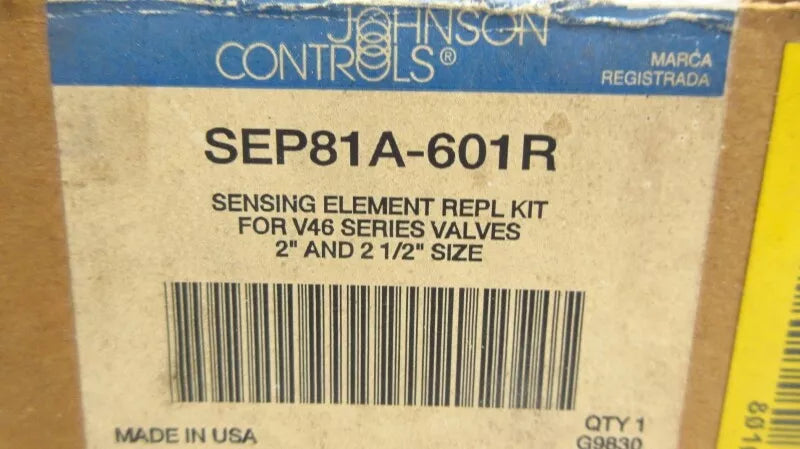 JOHNSON
CONTROLS®
MARCA
REGISTRADA
SEP81A-601R
SENSING ELEMENT REPL KIT
FOR V46 SERIES VALVES
2" AND 2 1/2" SIZE
MADE IN USA
QTY 1
G9830